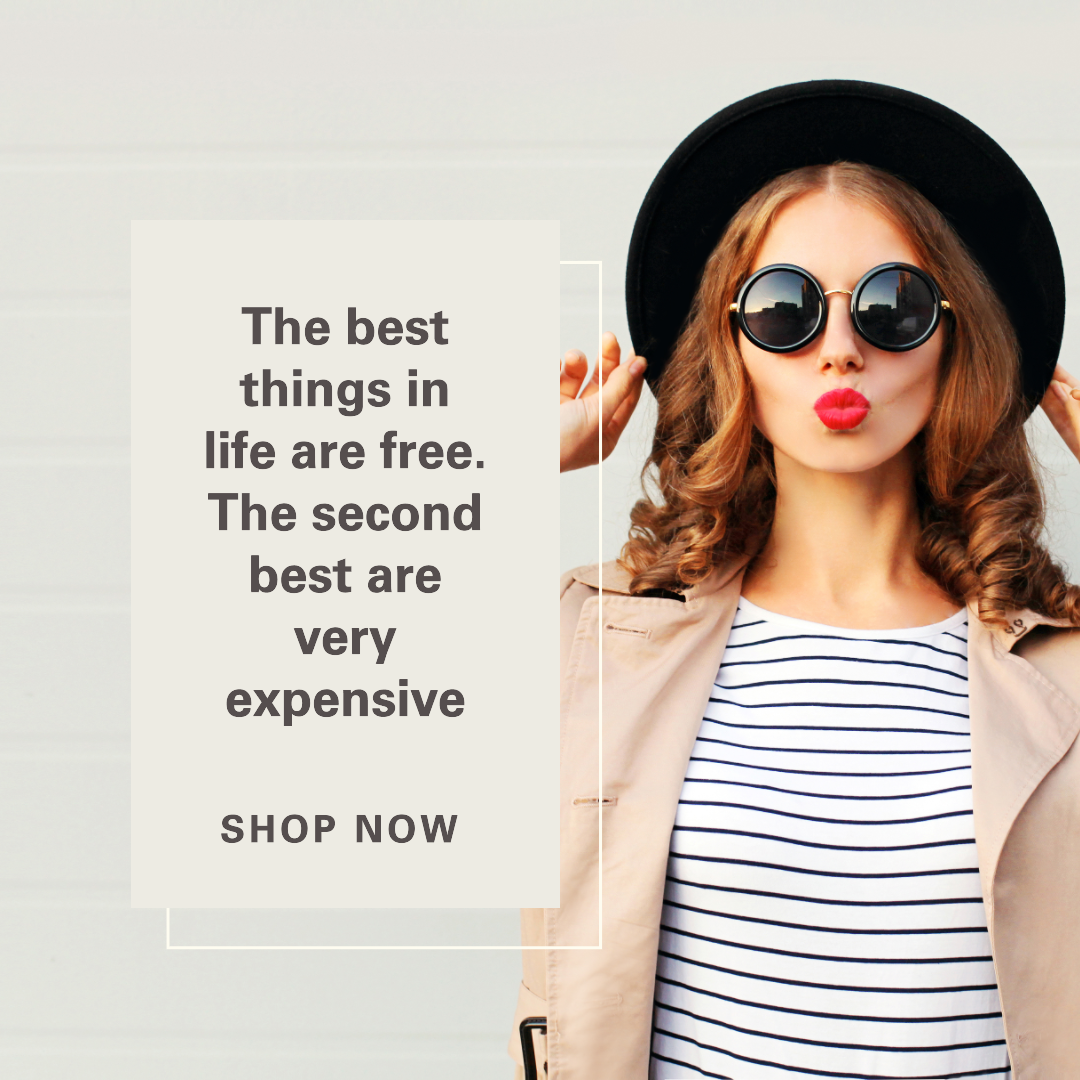 The best
things in
life are free.
The second
best are
very
expensive
SHOP NOW